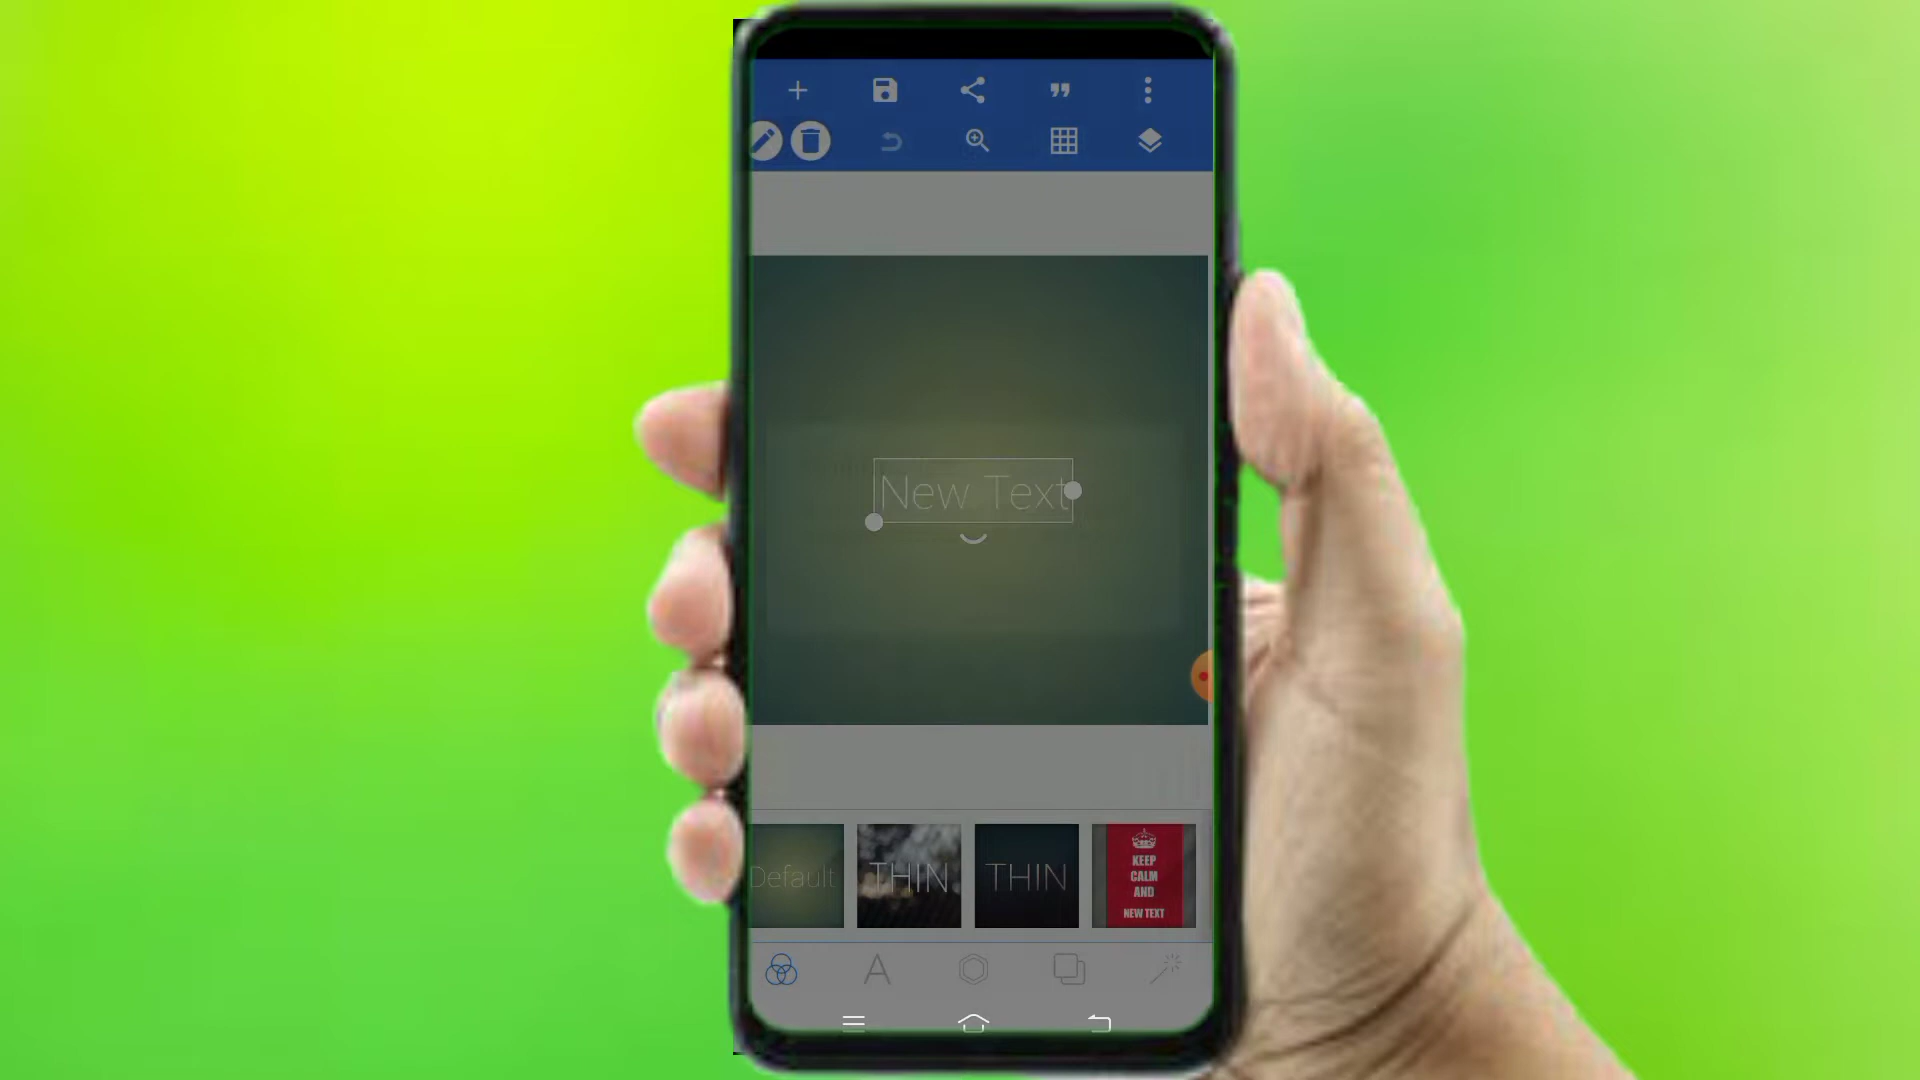 New Text
Default
THIN
THIN
KEEP
CALM
AND
NEW TEXT